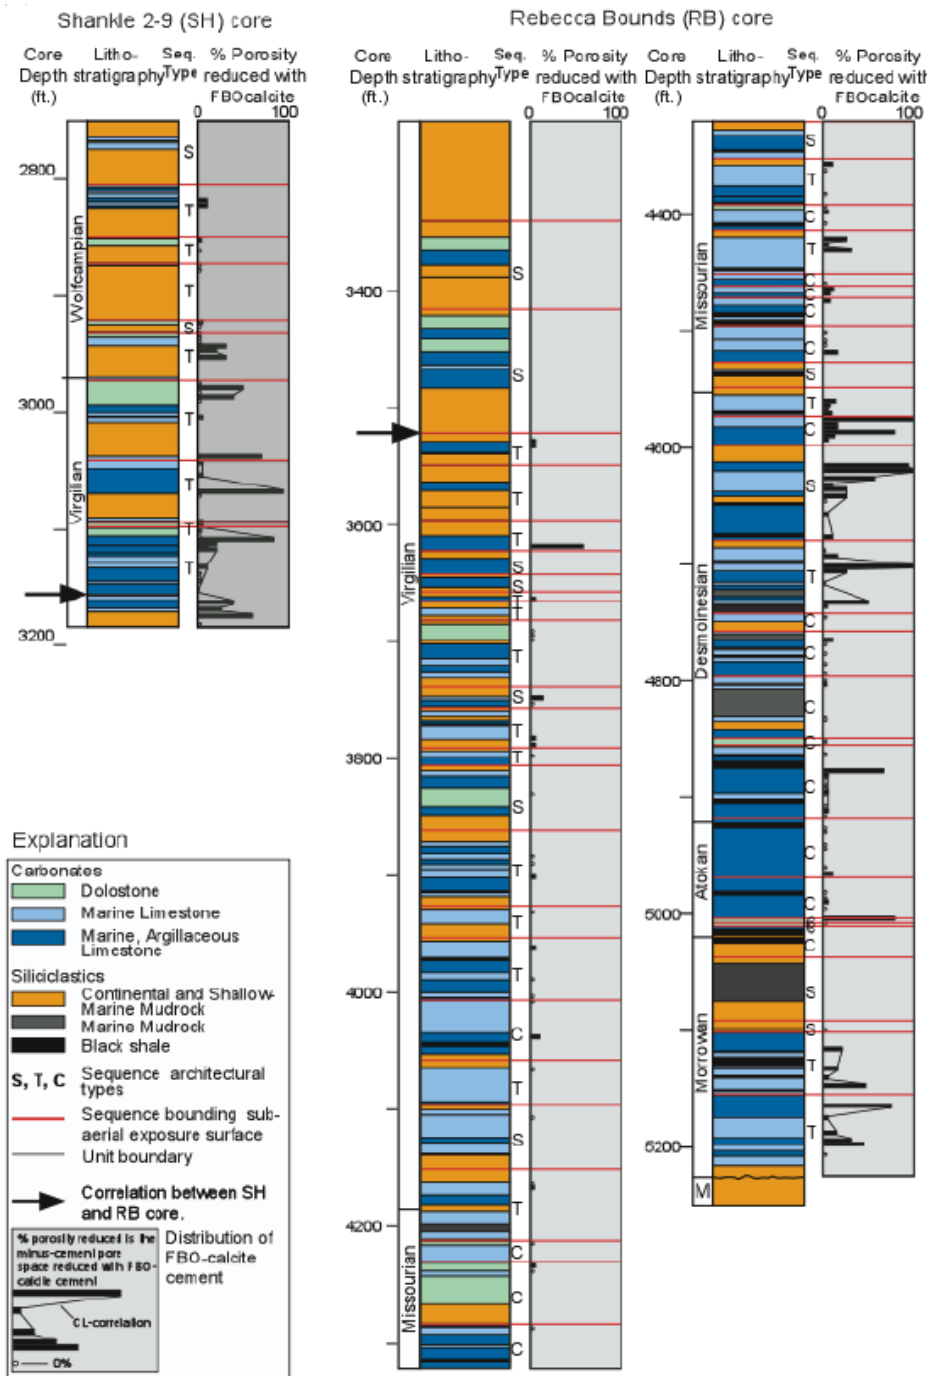 Shankle 2-9 (SH) core
Core Depth (ft.)
Litho-stratigraphy
Seq. Type
% Porosity reduced with FBOcalcite
0 100
2800
3000
3200
Wolfcampian
Virgilian
S
T
T
T
S
T
T
T
T
T
Rebecca Bounds (RB) core
Core Depth (ft.)
Litho-stratigraphy
Seq. Type
% Porosity reduced with FBOcalcite
0 100
3400
3600
3800
4000
4200
Virgilian
Missourian
S
S
T
T
T
S
S
T
T
S
T
T
S
T
T
T
C
T
S
T
C
C
C
Core Depth (ft.)
Litho-stratigraphy
Seq. Type
% Porosity reduced with FBOcalcite
0 100
4400
4600
4800
5000
5200
Missourian
Desmoinesian
Atokan
Morrowan
M
S
T
C
T
C
C
C
C
S
T
C
S
T
C
C
C
C
C
C
C
C
S
S
T
T
Explanation
Carbonates
Dolostone
Marine Limestone
Marine, Argillaceous
Limestone
Siliciclastics
Continental and Shallow-
Marine Mudrock
Marine Mudrock
Black shale
S, T, C Sequence architectural
types
Sequence bounding sub-
aerial exposure surface
Unit boundary
Correlation between SH
and RB core.
% porosity reduced is the
minus-cement pore
space reduced with FBO-
calcite cement
CL-correlation
0%
Distribution of
FBO-calcite
cement